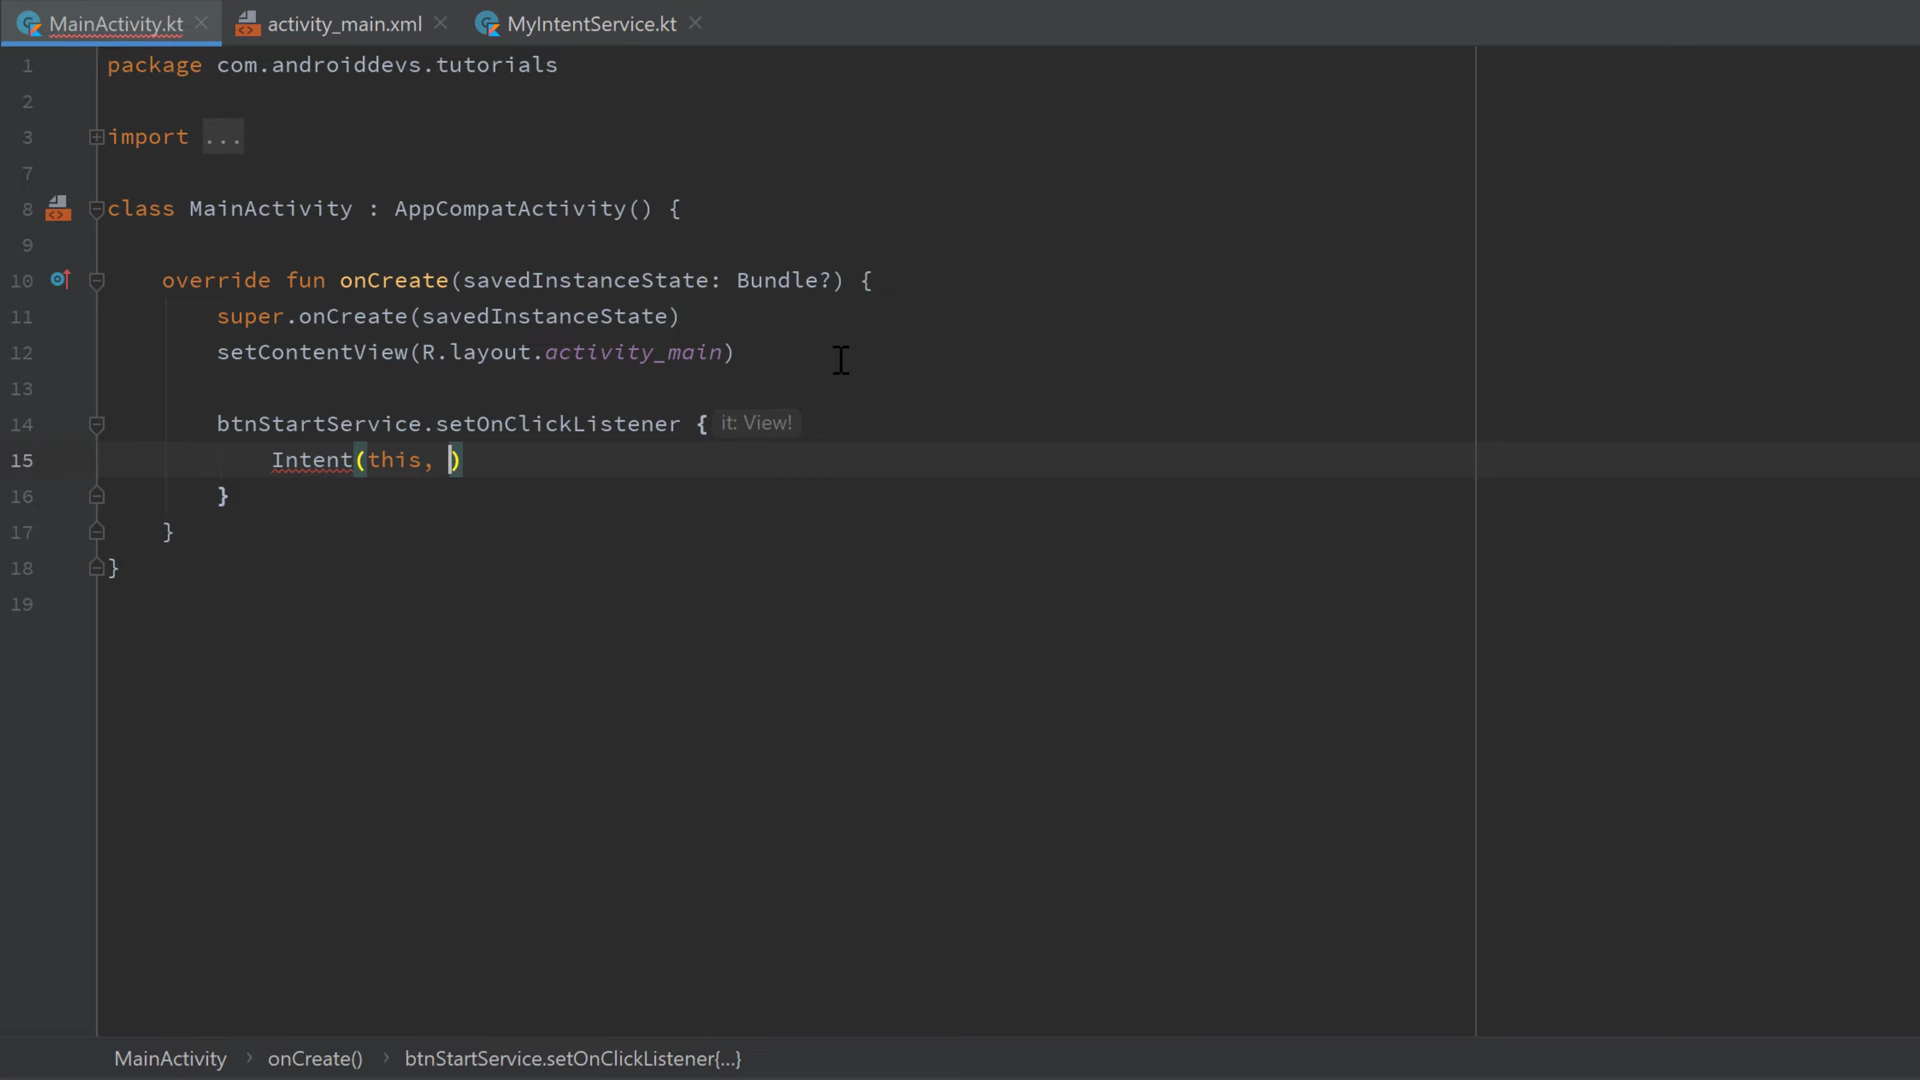 MainActivity.kt activity_main.xml MyIntentService.kt
1 package com.androiddevs.tutorials
2
3 import ...
7
8 class MainActivity : AppCompatActivity() {
9
10 override fun onCreate(savedInstanceState: Bundle?) {
11 super.onCreate(savedInstanceState)
12 setContentView(R.layout.activity_main)
13
14 btnStartService.setOnClickListener { it: View!
15 Intent(this, )
16 }
17 }
18 }
19
MainActivity › onCreate() › btnStartService.setOnClickListener{...}